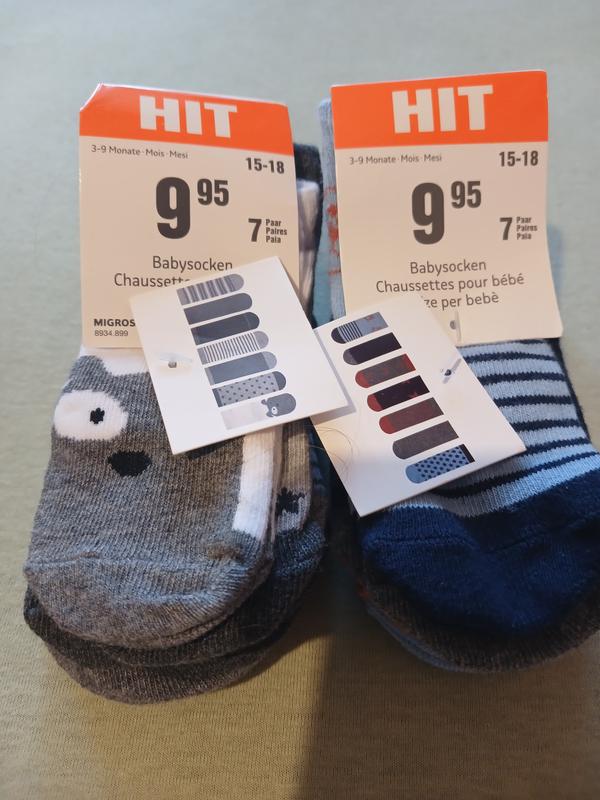 HIT
3-9 Monate · Mois · Mesi
15-18
9 95
7 Paar
Paires
Paia
Babysocken
Chaussettes
MIGROS
8934.899
HIT
3-9 Monate · Mois · Mesi
15-18
9 95
7 Paar
Paires
Paia
Babysocken
Chaussettes pour bébé
per bebè